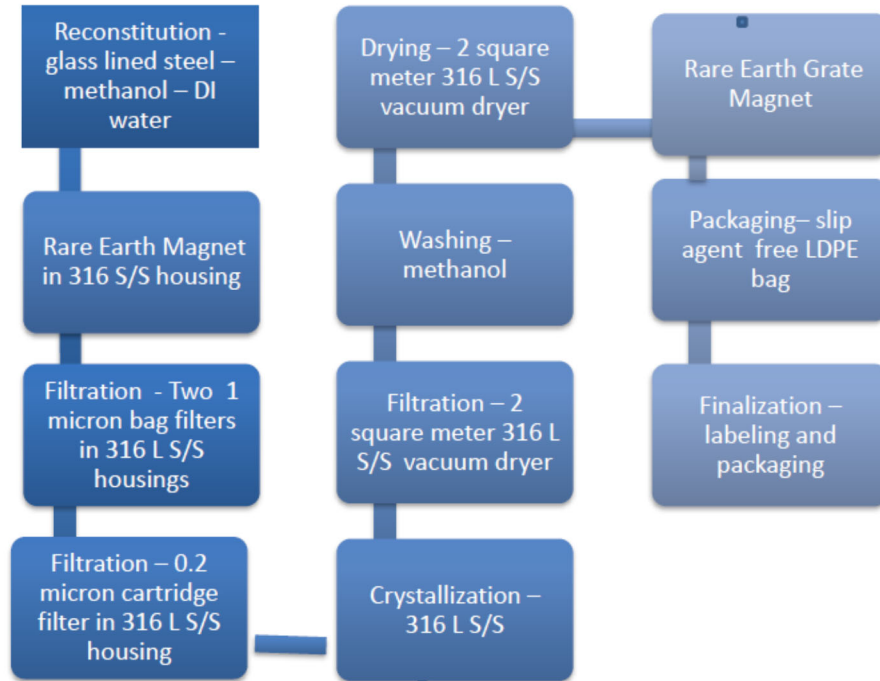 Reconstitution -
glass lined steel –
methanol – DI
water
Rare Earth Magnet
in 316 S/S housing
Filtration - Two 1
micron bag filters
in 316 L S/S
housings
Filtration – 0.2
micron cartridge
filter in 316 L S/S
housing
Crystallization –
316 L S/S
Filtration – 2
square meter 316 L
S/S vacuum dryer
Washing –
methanol
Drying – 2 square
meter 316 L S/S
vacuum dryer
Rare Earth Grate
Magnet
Packaging– slip
agent free LDPE
bag
Finalization –
labeling and
packaging